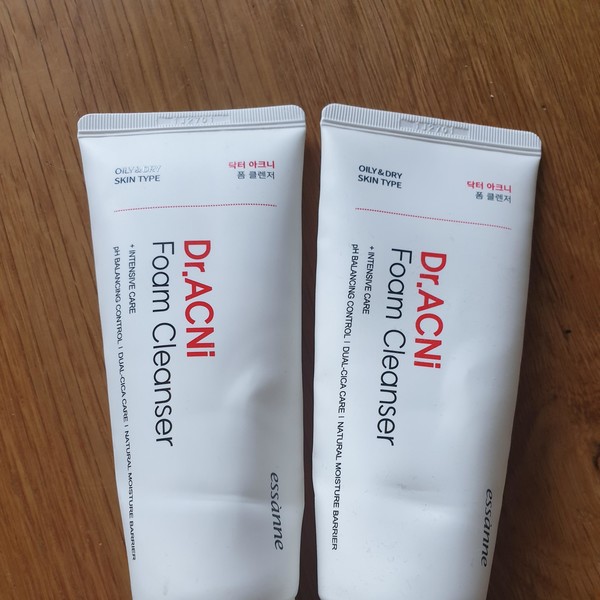 OILY & DRY
SKIN TYPE
닥터 아크니
폼 클렌저
Dr.ACNi
Foam Cleanser
+ INTENSIVE CARE
pH BALANCING CONTROL I DUAL-CICA CARE I NATURAL MOISTURE BARRIER
essànne
OILY & DRY
SKIN TYPE
닥터 아크니
폼 클렌저
Dr.ACNi
Foam Cleanser
+ INTENSIVE CARE
pH BALANCING CONTROL I DUAL-CICA CARE I NATURAL MOISTURE BARRIER
essànne